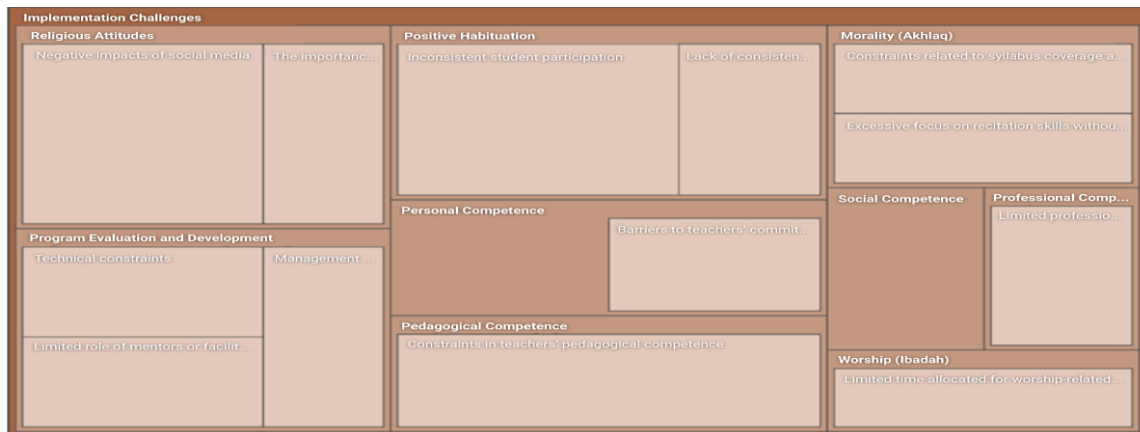 Implementation Challenges
Religious Attitudes
Negative impacts of social media
The importanc...
Program Evaluation and Development
Technical constraints
Management ...
Limited role of mentors or facilit...
Positive Habituation
Inconsistent student participation
Lack of consisten...
Personal Competence
Barriers to teachers' commit...
Pedagogical Competence
Constraints in teachers' pedagogical competence
Morality (Akhlaq)
Constraints related to syllabus coverage a...
Excessive focus on recitation skills withou...
Social Competence
Professional Comp...
Limited professio...
Worship (Ibadah)
Limited time allocated for worship-related...